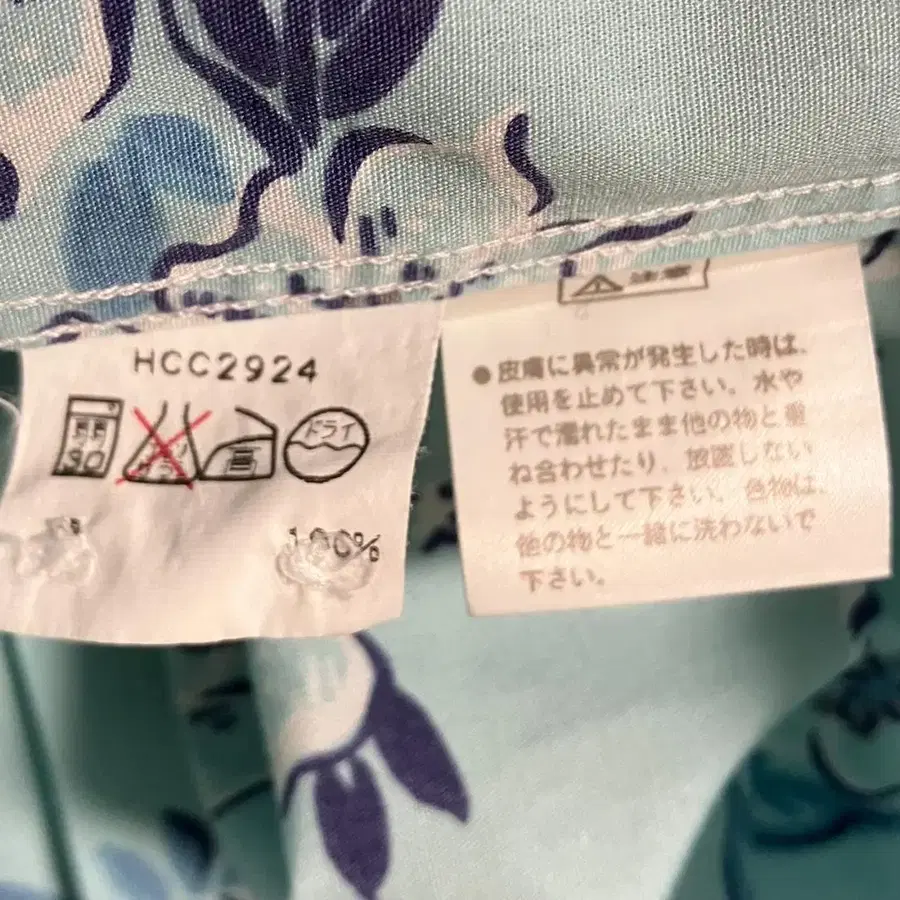 HCC2924
30
高
ドライ
100%
注意
●皮膚に異常が発生した時は、
使用を止めて下さい。水や
汗で濡れたまま他の物と重
ね合わせたり、放置しない
ようにして下さい。色物は、
他の物と一緒に洗わないで
下さい。